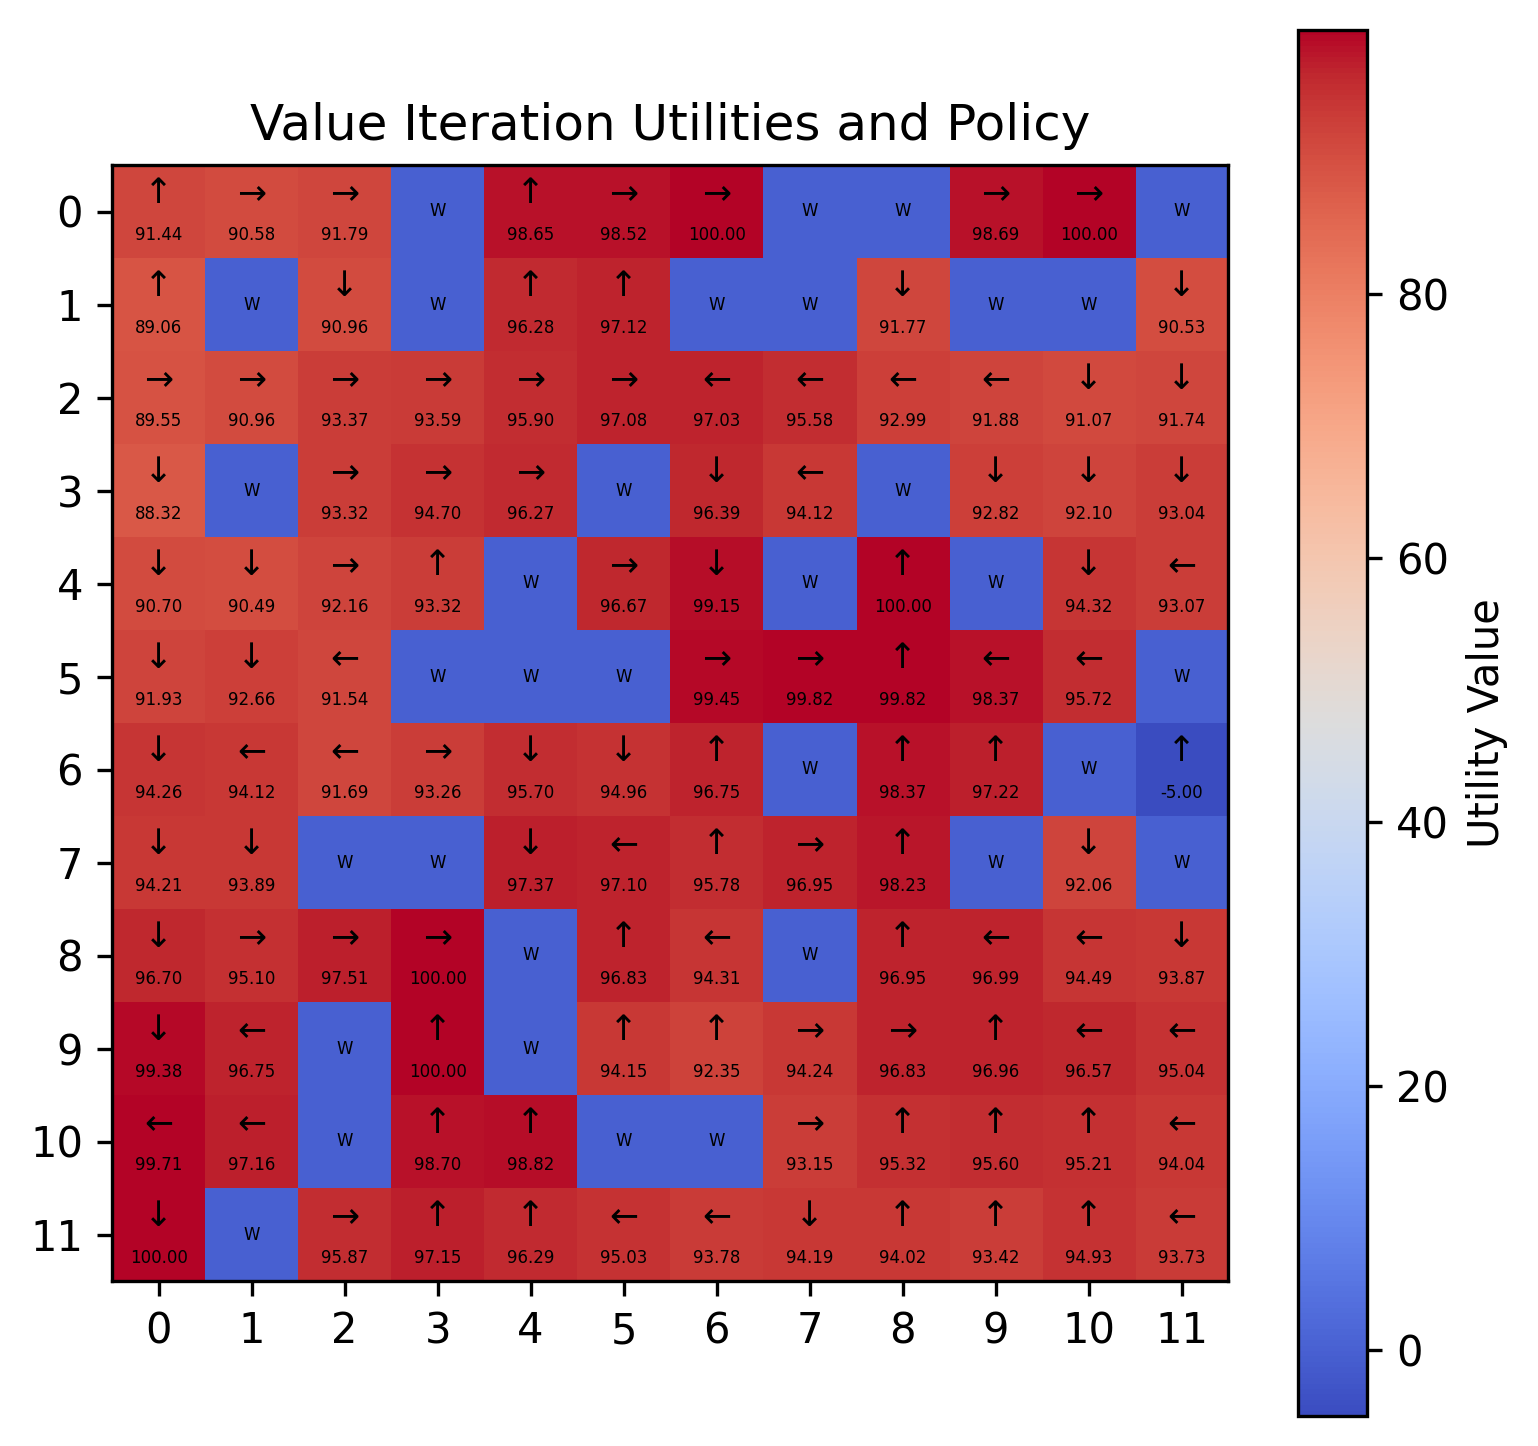 Value Iteration Utilities and Policy
0 ↑ → → W ↑ → → W W → → W
91.44 90.58 91.79 98.65 98.52 100.00 98.69 100.00
1 ↑ W ↓ W ↑ ↑ W W ↓ W W ↓
89.06 90.96 96.28 97.12 91.77 90.53
2 → → → → → → ← ← ← ← ↓ ↓
89.55 90.96 93.37 93.59 95.90 97.08 97.03 95.58 92.99 91.88 91.07 91.74
3 ↓ W → → → W ↓ ← W ↓ ↓ ↓
88.32 93.32 94.70 96.27 96.39 94.12 92.82 92.10 93.04
4 ↓ ↓ → ↑ W → ↓ W ↑ W ↓ ←
90.70 90.49 92.16 93.32 96.67 99.15 100.00 94.32 93.07
5 ↓ ↓ ← W W W → → ↑ ← ← W
91.93 92.66 91.54 99.45 99.82 99.82 98.37 95.72
6 ↓ ← ← → ↓ ↓ ↑ W ↑ ↑ W ↑
94.26 94.12 91.69 93.26 95.70 94.96 96.75 98.37 97.22 -5.00
7 ↓ ↓ W W ↓ ← ↑ → ↑ W ↓ W
94.21 93.89 97.37 97.10 95.78 96.95 98.23 92.06
8 ↓ → → → W ↑ ← W ↑ ← ← ↓
96.70 95.10 97.51 100.00 96.83 94.31 96.95 96.99 94.49 93.87
9 ↓ ← W ↑ W ↑ ↑ → → ↑ ← ←
99.38 96.75 100.00 94.15 92.35 94.24 96.83 96.96 96.57 95.04
10 ← ← W ↑ ↑ W W → ↑ ↑ ↑ ←
99.71 97.16 98.70 98.82 93.15 95.32 95.60 95.21 94.04
11 ↓ W → ↑ ↑ ← ← ↓ ↑ ↑ ↑ ←
100.00 95.87 97.15 96.29 95.03 93.78 94.19 94.02 93.42 94.93 93.73
0 1 2 3 4 5 6 7 8 9 10 11
80
60
40
20
0
Utility Value